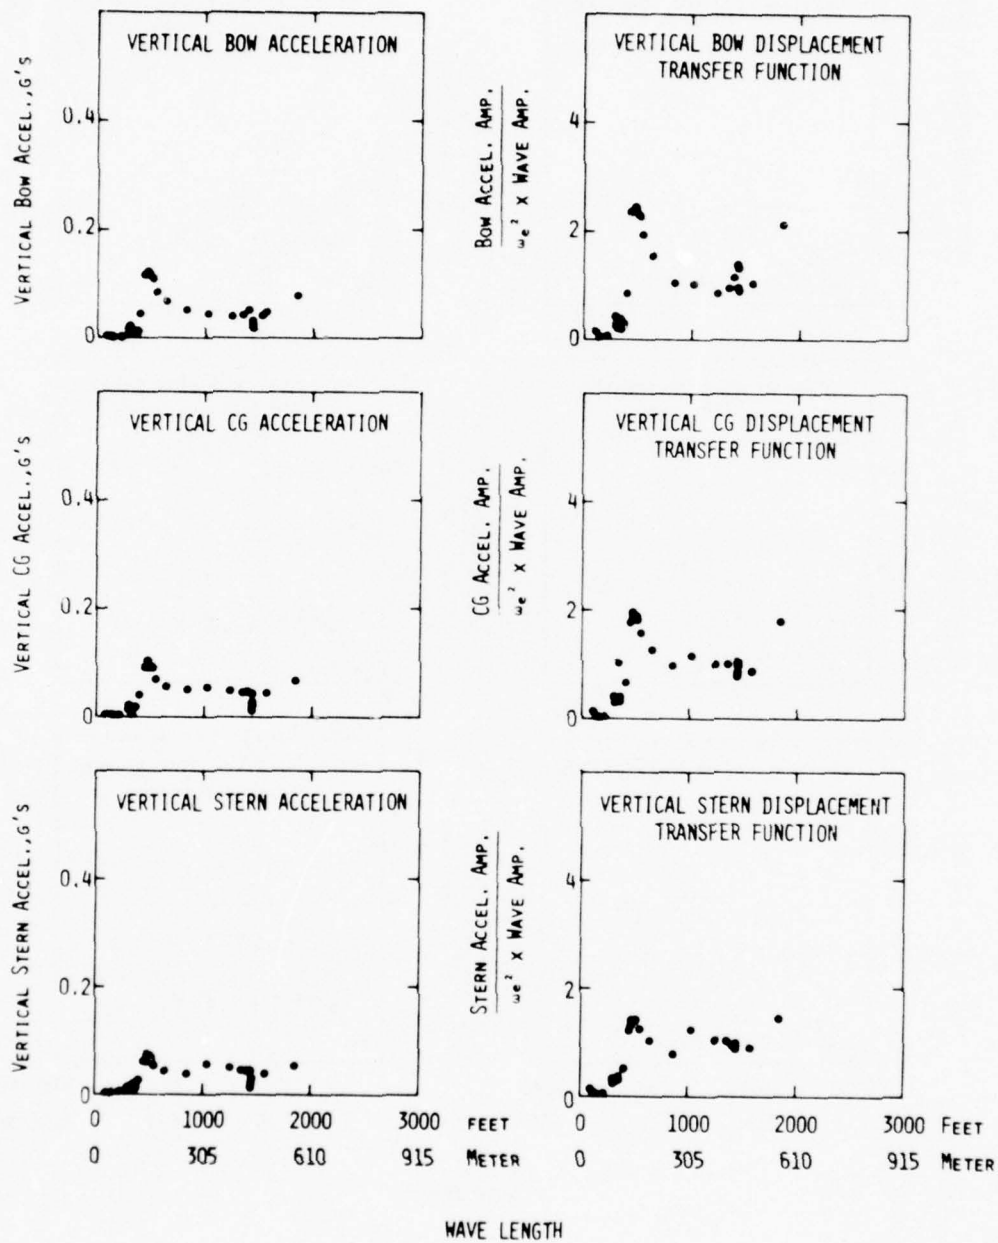 VERTICAL BOW ACCELERATION
VERTICAL BOW ACCEL., G'S
0.4
0.2
0
VERTICAL BOW DISPLACEMENT
TRANSFER FUNCTION
BOW ACCEL. AMP.
ωe² X WAVE AMP.
4
2
0
VERTICAL CG ACCELERATION
VERTICAL CG ACCEL., G'S
0.4
0.2
0
VERTICAL CG DISPLACEMENT
TRANSFER FUNCTION
CG ACCEL. AMP.
ωe² X WAVE AMP.
4
2
0
VERTICAL STERN ACCELERATION
VERTICAL STERN ACCEL., G'S
0.4
0.2
0
VERTICAL STERN DISPLACEMENT
TRANSFER FUNCTION
STERN ACCEL. AMP.
ωe² X WAVE AMP.
4
2
0
0 1000 2000 3000 FEET
0 305 610 915 METER
0 1000 2000 3000 FEET
0 305 610 915 METER
WAVE LENGTH